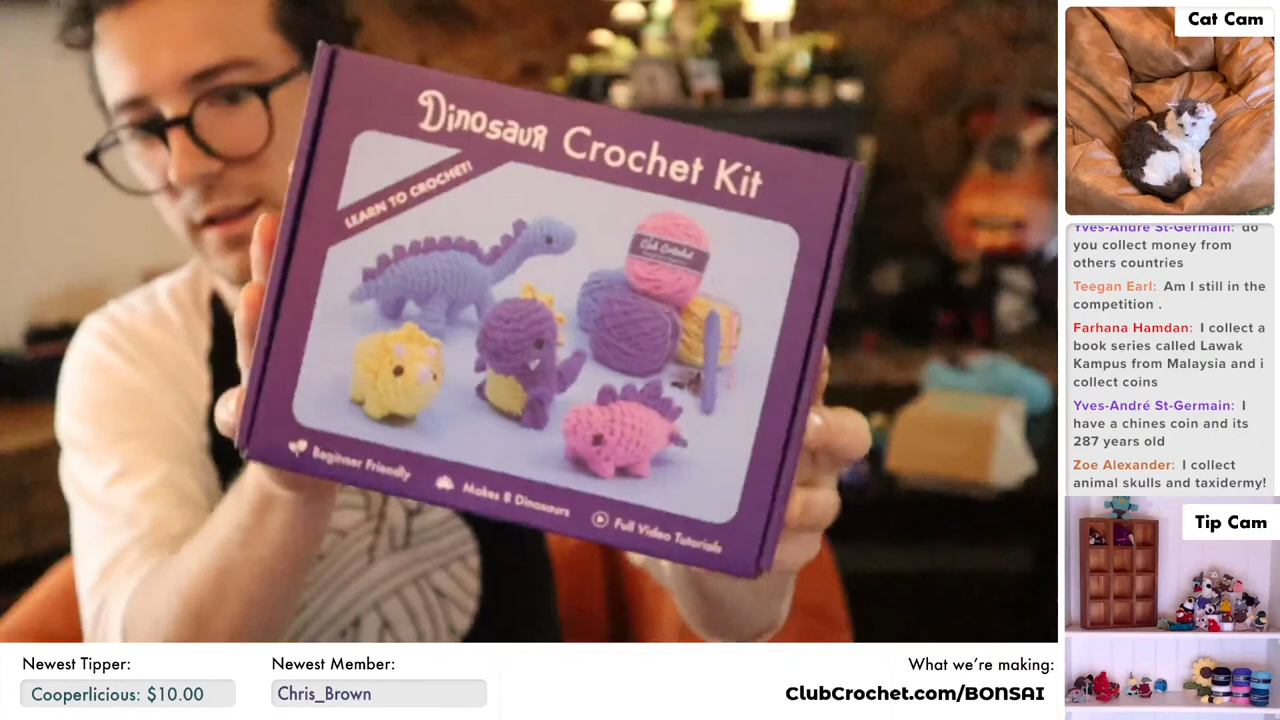 Dinosaur Crochet Kit
LEARN TO CROCHET!
Club Crochet
Beginner Friendly
Makes 8 Dinosaurs
Full Video Tutorials
Cat Cam
Yves-André St-Germain: do
you collect money from
others countries
Teegan Earl: Am I still in the
competition .
Farhana Hamdan: I collect a
book series called Lawak
Kampus from Malaysia and i
collect coins
Yves-André St-Germain: I
have a chines coin and its
287 years old
Zoe Alexander: I collect
animal skulls and taxidermy!
Tip Cam
Newest Tipper:
Cooperlicious: $10.00
Newest Member:
Chris_Brown
What we're making:
ClubCrochet.com/BONSAI